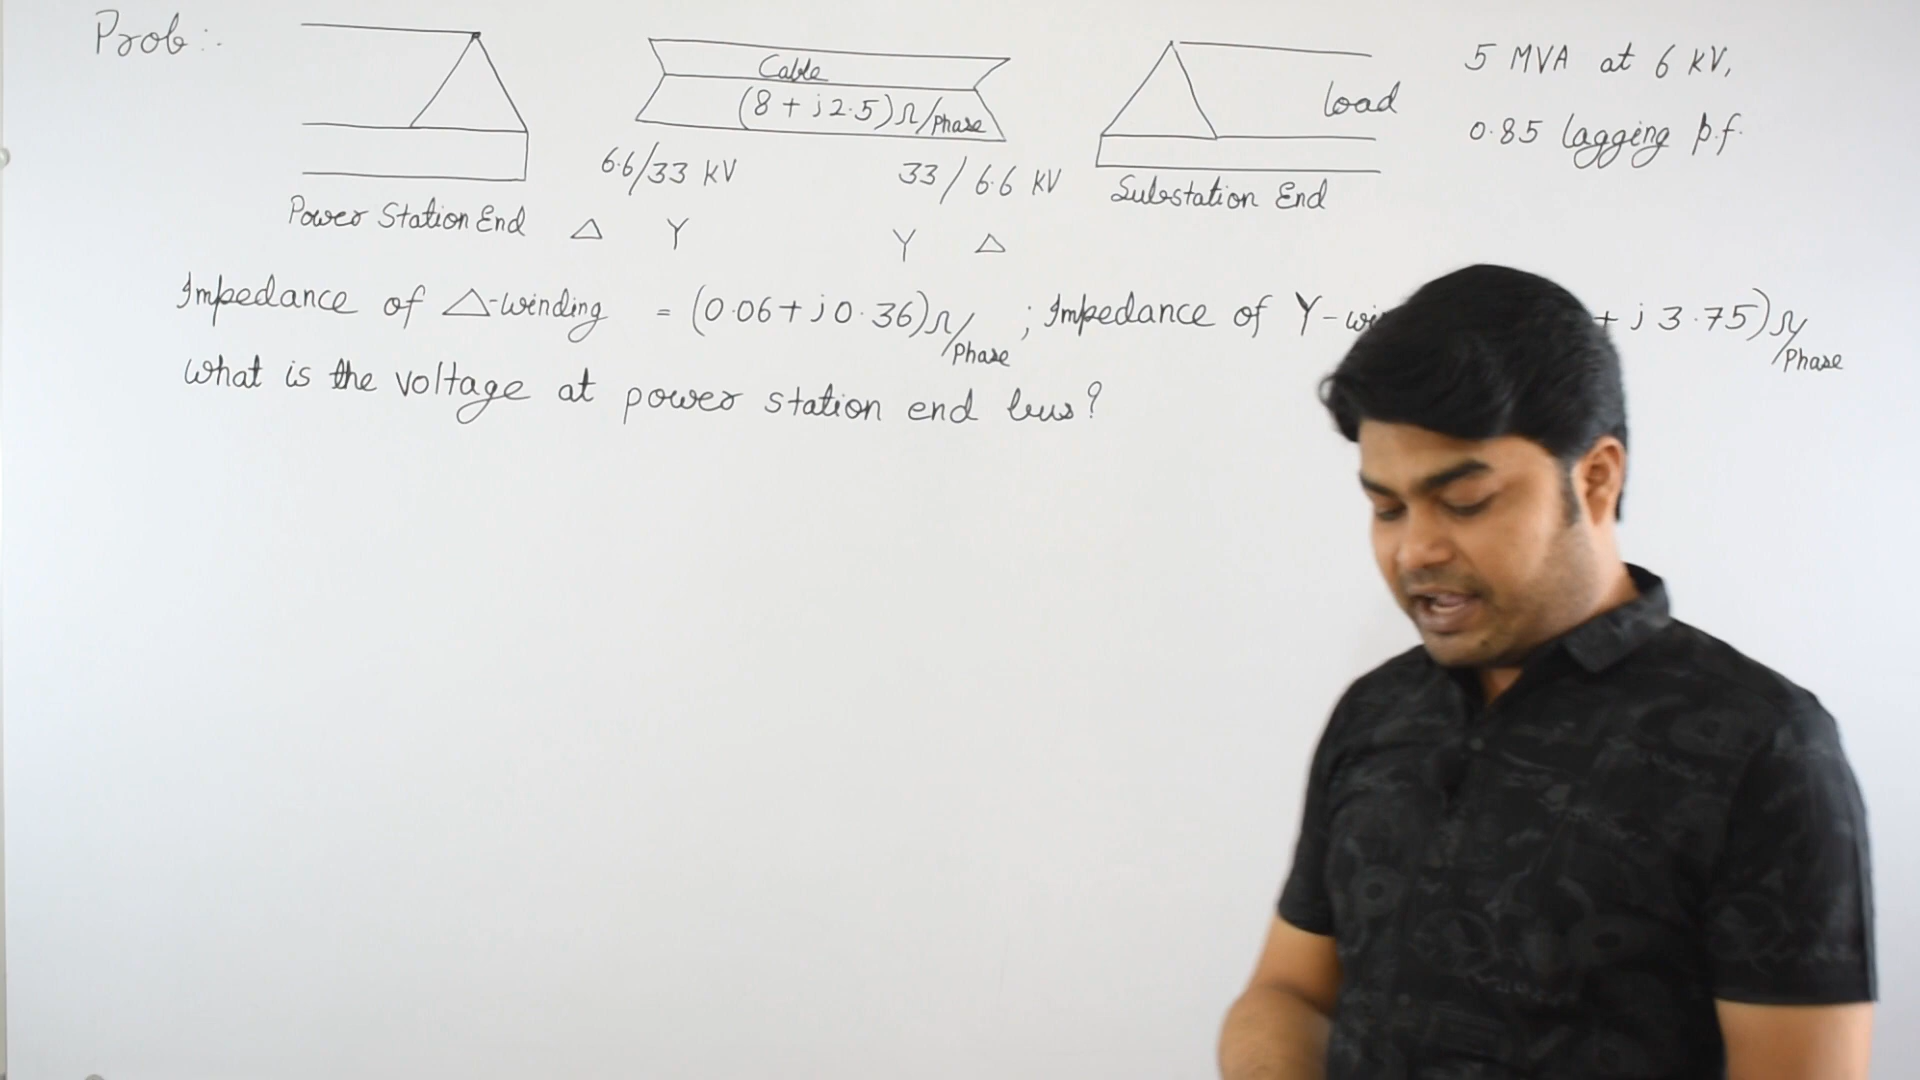 Prob :-
Cable
(8 + j2.5)Ω/Phase
6.6/33 kV
33/6.6 kV
Power Station End
Δ Y
Y Δ
Substation End
Load
5 MVA at 6 kV,
0.85 lagging p.f.
Impedance of Δ-winding = (0.06 + j0.36)Ω/Phase ; Impedance of Y-wi + j3.75)Ω/Phase
What is the voltage at power station end bus?